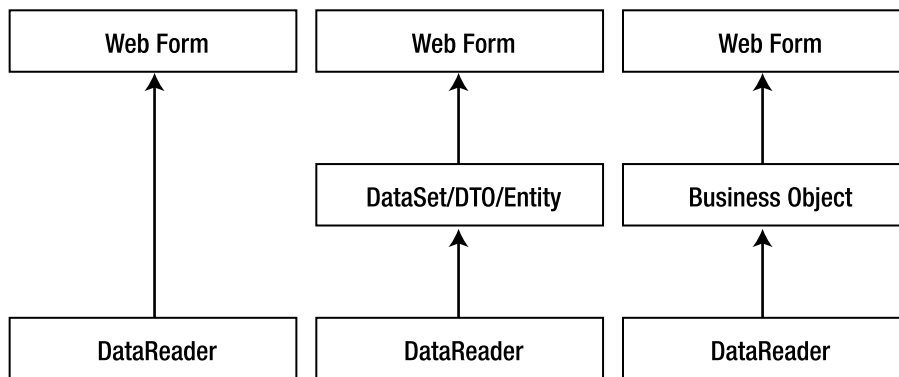 Web Form
Web Form
Web Form
DataSet/DTO/Entity
Business Object
DataReader
DataReader
DataReader